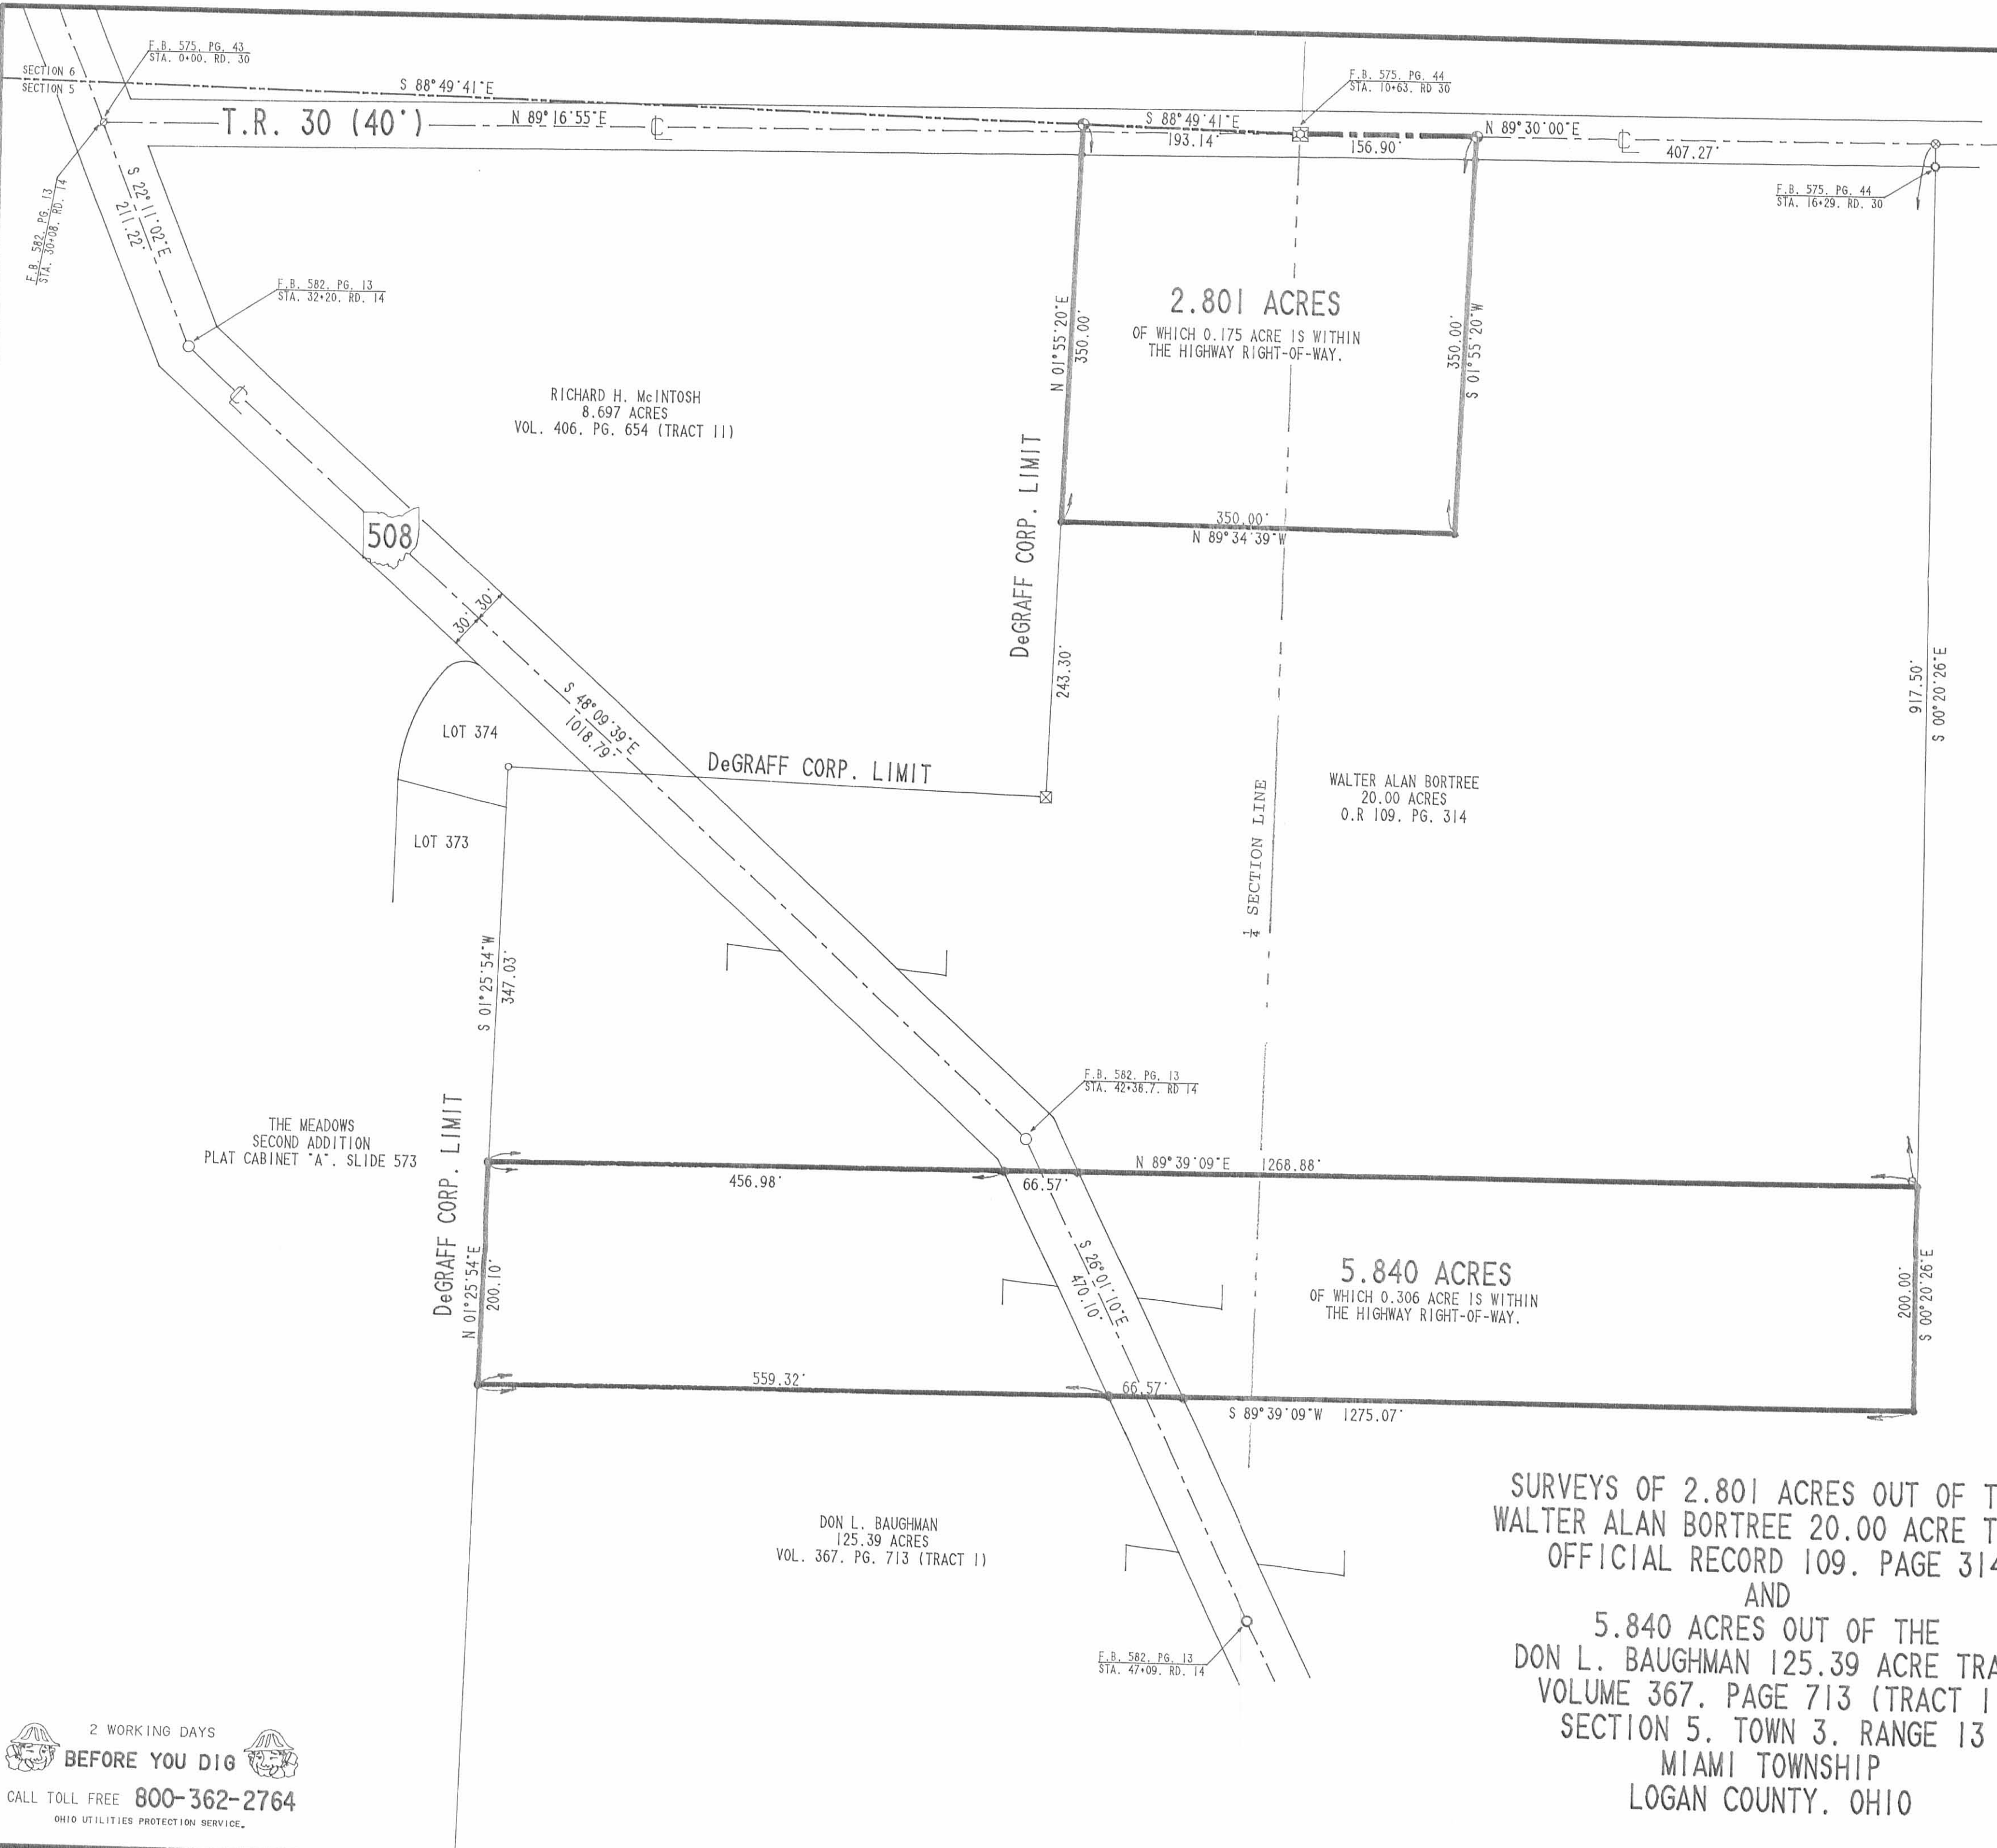 F.B. 575. PG. 43
STA. 0+00. RD. 30
SECTION 6
SECTION 5
S 88°49'41"E
T.R. 30 (40')
N 89°16'55"E
F.B. 575. PG. 44
STA. 10+63. RD 30
S 88°49'41"E
193.14'
156.90'
N 89°30'00"E
407.27'
F.B. 575. PG. 44
STA. 16+29. RD. 30
F.B. 582. PG. 13
STA. 30+08. RD. 14
S 22°11'02"E
211.22'
F.B. 582. PG. 13
STA. 32+20. RD. 14
RICHARD H. McINTOSH
8.697 ACRES
VOL. 406. PG. 654 (TRACT II)
N 01°55'20"E
350.00'
2.801 ACRES
OF WHICH 0.175 ACRE IS WITHIN
THE HIGHWAY RIGHT-OF-WAY.
350.00'
S 01°55'20"W
350.00'
N 89°34'39"W
DeGRAFF CORP. LIMIT
243.30'
508
30'
30'
S 48°09'39"E
1018.79'
LOT 374
LOT 373
DeGRAFF CORP. LIMIT
WALTER ALAN BORTREE
20.00 ACRES
O.R 109. PG. 314
1/4 SECTION LINE
917.50'
S 00°20'26"E
S 01°25'54"W
347.03'
F.B. 582. PG. 13
STA. 42+38.7. RD 14
THE MEADOWS
SECOND ADDITION
PLAT CABINET "A". SLIDE 573
DeGRAFF CORP. LIMIT
N 01°25'54"E
200.10'
456.98'
66.57'
N 89°39'09"E 1268.88'
S 26°01'10"E
470.10'
5.840 ACRES
OF WHICH 0.306 ACRE IS WITHIN
THE HIGHWAY RIGHT-OF-WAY.
200.00'
S 00°20'26"E
559.32'
66.57'
S 89°39'09"W 1275.07'
DON L. BAUGHMAN
125.39 ACRES
VOL. 367. PG. 713 (TRACT I)
F.B. 582. PG. 13
STA. 47+09. RD. 14
SURVEYS OF 2.801 ACRES OUT OF T
WALTER ALAN BORTREE 20.00 ACRE T
OFFICIAL RECORD 109. PAGE 314
AND
5.840 ACRES OUT OF THE
DON L. BAUGHMAN 125.39 ACRE TRA
VOLUME 367. PAGE 713 (TRACT I
SECTION 5. TOWN 3. RANGE 13
MIAMI TOWNSHIP
LOGAN COUNTY. OHIO
2 WORKING DAYS
BEFORE YOU DIG
CALL TOLL FREE 800-362-2764
OHIO UTILITIES PROTECTION SERVICE.